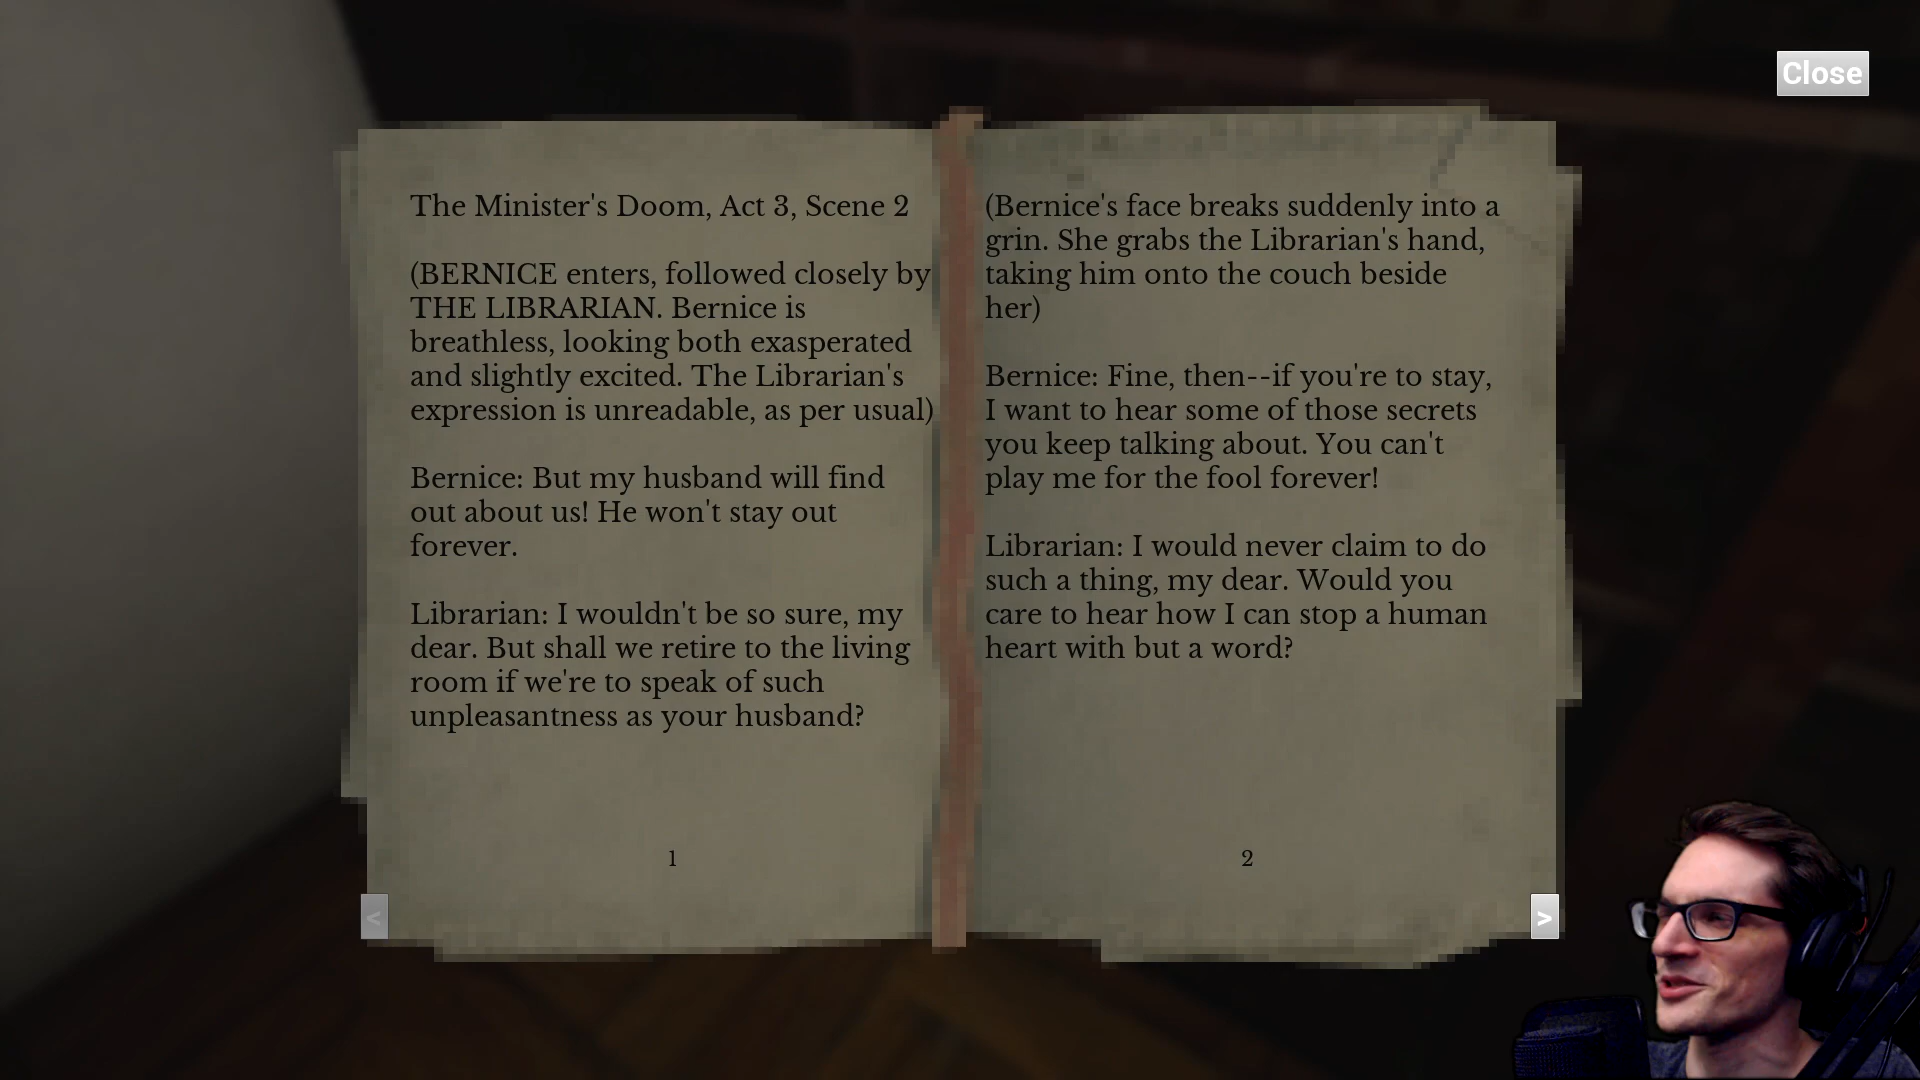 Close
The Minister's Doom, Act 3, Scene 2
(BERNICE enters, followed closely by
THE LIBRARIAN. Bernice is
breathless, looking both exasperated
and slightly excited. The Librarian's
expression is unreadable, as per usual)
Bernice: But my husband will find
out about us! He won't stay out
forever.
Librarian: I wouldn't be so sure, my
dear. But shall we retire to the living
room if we're to speak of such
unpleasantness as your husband?
1
<
(Bernice's face breaks suddenly into a
grin. She grabs the Librarian's hand,
taking him onto the couch beside
her)
Bernice: Fine, then--if you're to stay,
I want to hear some of those secrets
you keep talking about. You can't
play me for the fool forever!
Librarian: I would never claim to do
such a thing, my dear. Would you
care to hear how I can stop a human
heart with but a word?
2
>